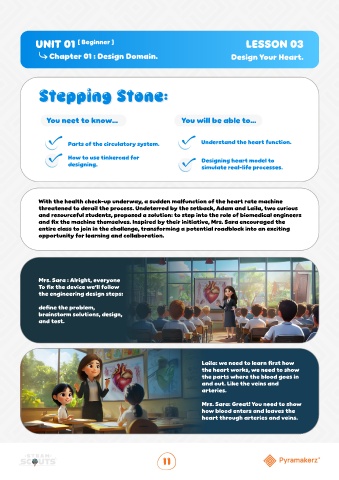 UNIT 01 [ Beginner ]
Chapter 01 : Design Domain.
LESSON 03
Design Your Heart.
Stepping Stone:
You neet to know...
Parts of the circulatory system.
How to use tinkercad for
designing.
You will be able to...
Understand the heart function.
Designing heart model to
simulate real-life processes.
With the health check-up underway, a sudden malfunction of the heart rate machine
threatened to derail the process. Undeterred by the setback, Adam and Laila, two curious
and resourceful students, proposed a solution: to step into the role of biomedical engineers
and fix the machine themselves. Inspired by their initiative, Mrs. Sara encouraged the
entire class to join in the challenge, transforming a potential roadblock into an exciting
opportunity for learning and collaboration.
Mrs. Sara : Alright, everyone
To fix the device we'll follow
the engineering design steps:
define the problem,
brainstorm solutions, design,
and test.
Laila: we need to learn first how
the heart works, we need to show
the parts where the blood goes in
and out. Like the veins and
arteries.
Mrs. Sara: Great! You need to show
how blood enters and leaves the
heart through arteries and veins.
STEAM
SCOUTS
11
Pyramakerz